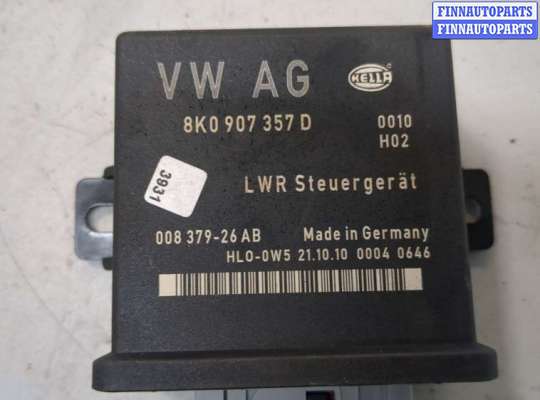 FINNAUTOPARTS
FINNAUTOPARTS
VW AG
HELLA
8K0 907 357 D
0010
H02
3931
LWR Steuergerät
008 379-26 AB
Made in Germany
HLO-0W5 21.10.10 0004 0646